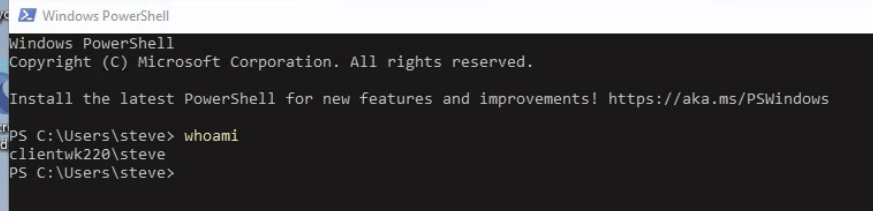 Windows PowerShell
Windows PowerShell
Copyright (C) Microsoft Corporation. All rights reserved.
Install the latest PowerShell for new features and improvements! https://aka.ms/PSWindows
PS C:\Users\steve> whoami
clientwk220\steve
PS C:\Users\steve>